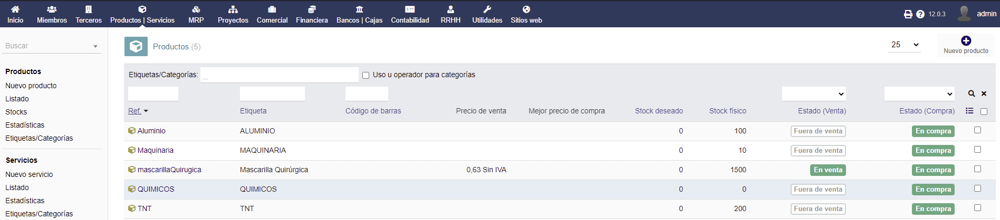 Inicio Miembros Terceros Productos | Servicios MRP Proyectos Comercial Financiera Bancos | Cajas Contabilidad RRHH Utilidades Sitios web 12.0.3 admin
Buscar
Productos
Nuevo producto
Listado
Stocks
Estadísticas
Etiquetas/Categorías
Servicios
Nuevo servicio
Listado
Estadísticas
Etiquetas/Categorías
Productos (5) 25 Nuevo producto
Etiquetas/Categorías: Uso u operador para categorías
Ref. Etiqueta Código de barras Precio de venta Mejor precio de compra Stock deseado Stock físico Estado (Venta) Estado (Compra)
Aluminio ALUMINIO 0 100 Fuera de venta En compra
Maquinaria MAQUINARIA 0 10 Fuera de venta En compra
mascarillaQuirugica Mascarilla Quirúrgica 0,63 Sin IVA 0 1500 En venta En compra
QUIMICOS QUIMICOS 0 0 Fuera de venta En compra
TNT TNT 0 200 Fuera de venta En compra